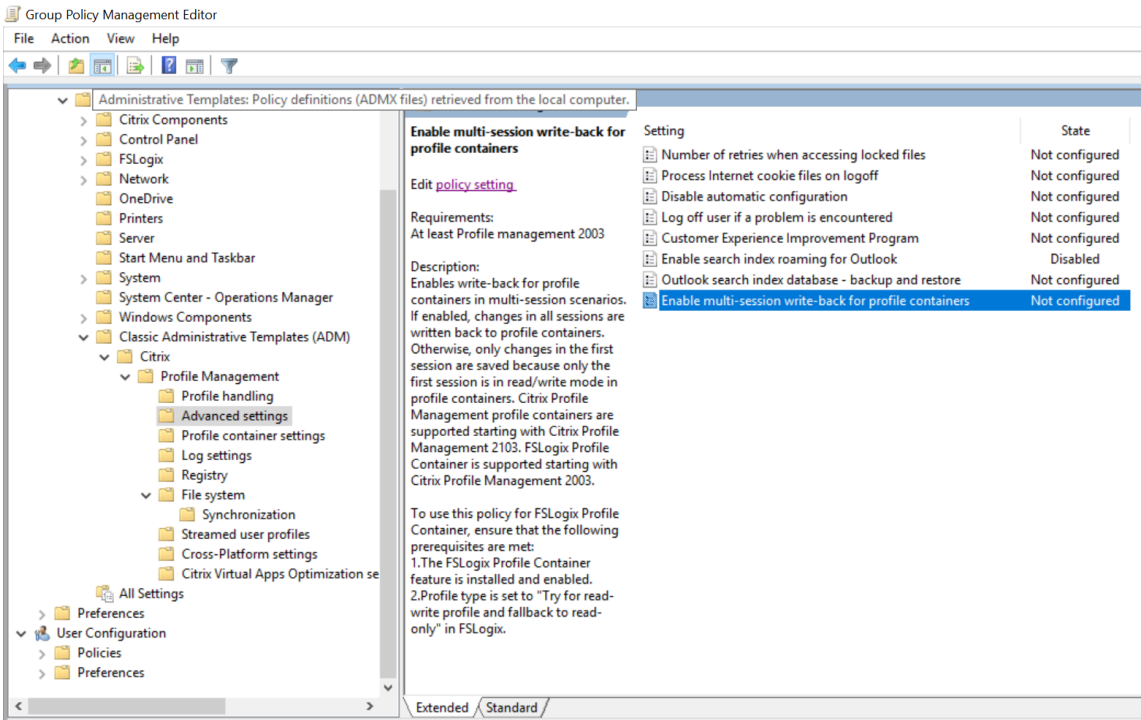 Group Policy Management Editor
File Action View Help
Administrative Templates: Policy definitions (ADMX files) retrieved from the local computer.
Citrix Components
Control Panel
FSLogix
Network
OneDrive
Printers
Server
Start Menu and Taskbar
System
System Center - Operations Manager
Windows Components
Classic Administrative Templates (ADM)
Citrix
Profile Management
Profile handling
Advanced settings
Profile container settings
Log settings
Registry
File system
Synchronization
Streamed user profiles
Cross-Platform settings
Citrix Virtual Apps Optimization se
All Settings
Preferences
User Configuration
Policies
Preferences
Enable multi-session write-back for
profile containers
Edit policy setting
Requirements:
At least Profile management 2003
Description:
Enables write-back for profile
containers in multi-session scenarios.
If enabled, changes in all sessions are
written back to profile containers.
Otherwise, only changes in the first
session are saved because only the
first session is in read/write mode in
profile containers. Citrix Profile
Management profile containers are
supported starting with Citrix Profile
Management 2103. FSLogix Profile
Container is supported starting with
Citrix Profile Management 2003.
To use this policy for FSLogix Profile
Container, ensure that the following
prerequisites are met:
1.The FSLogix Profile Container
feature is installed and enabled.
2.Profile type is set to "Try for read-
write profile and fallback to read-
only" in FSLogix.
Setting State
Number of retries when accessing locked files Not configured
Process Internet cookie files on logoff Not configured
Disable automatic configuration Not configured
Log off user if a problem is encountered Not configured
Customer Experience Improvement Program Not configured
Enable search index roaming for Outlook Disabled
Outlook search index database - backup and restore Not configured
Enable multi-session write-back for profile containers Not configured
Extended Standard